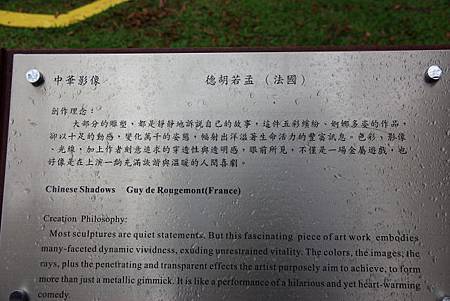 中華影像 德胡若孟（法國）
創作理念：
大部分的雕塑，都是靜靜地訴說自己的故事，這件五彩繽紛、婀娜多姿的作品，
卻以十足的動感，變化萬千的姿態，輻射出洋溢著生命活力的豐富訊息。色彩、影像
、光線，加上作者刻意追求的穿透性與透明感，眼前所見，不僅是一場金屬遊戲，也
好像是在上演一齣充滿詼諧與溫暖的人間喜劇。
Chinese Shadows Guy de Rougemont(France)
Creation Philosophy:
Most sculptures are quiet statements. But this fascinating piece of art work embodies
many-faceted dynamic vividness, exuding unrestrained vitality. The colors, the images, the
rays, plus the penetrating and transparent effects the artist purposely aim to achieve, to form
more than just a metallic gimmick. It is like a performance of a hilarious and yet heart-warming
comedy.